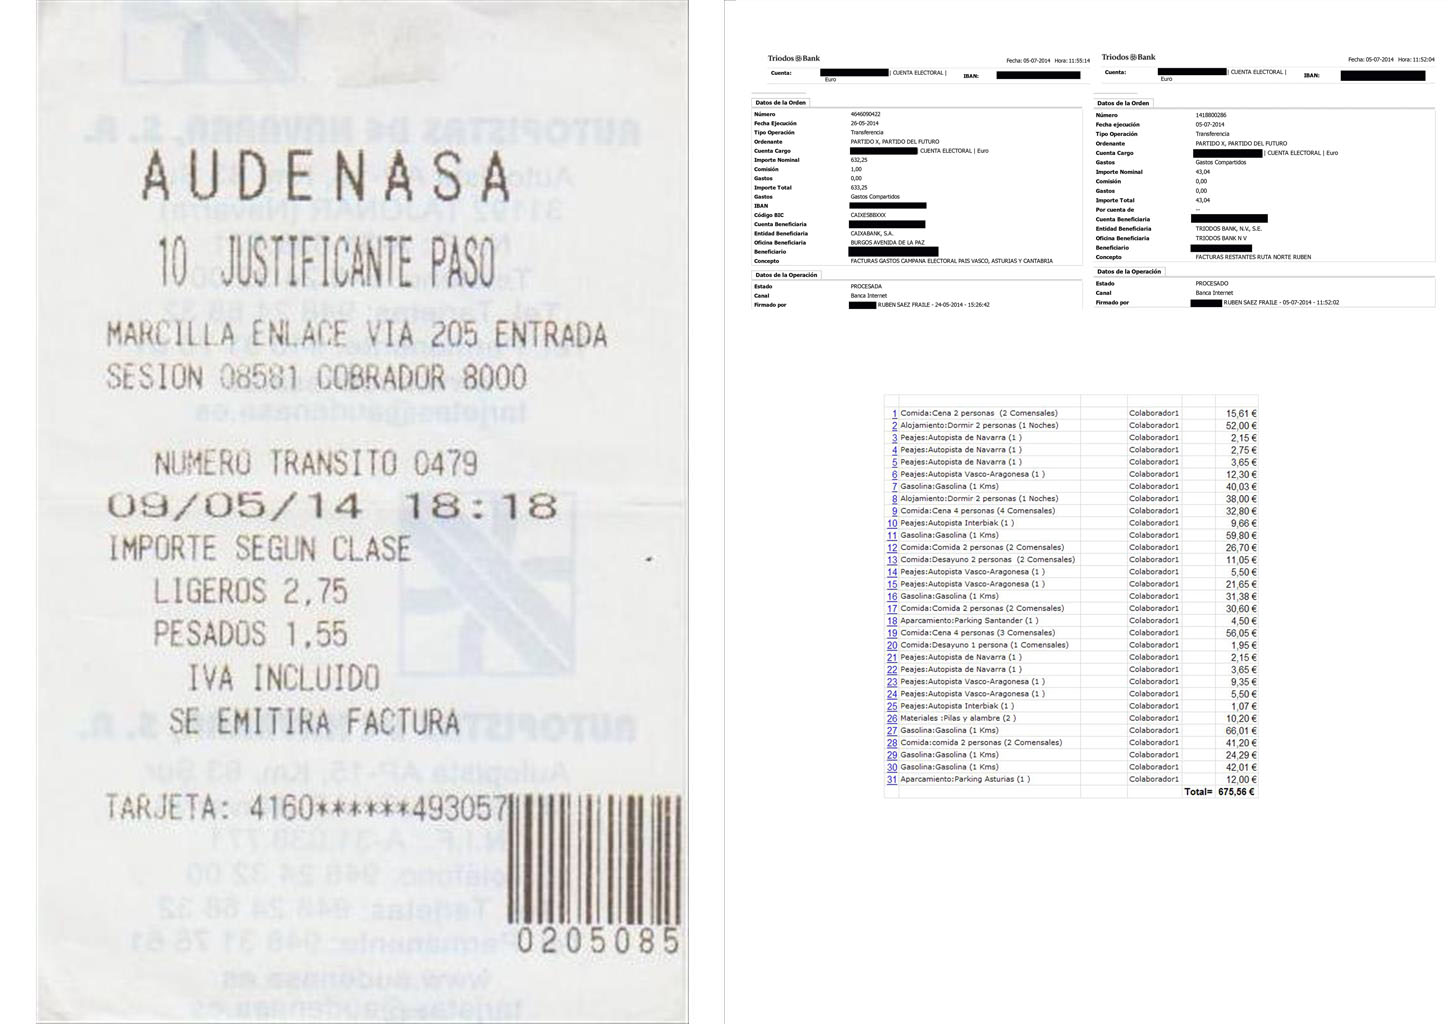 AUDENASA
10 JUSTIFICANTE PASO
MARCILLA ENLACE VIA 205 ENTRADA
SESION 08581 COBRADOR 8000
NUMERO TRANSITO 0479
09/05/14 18:18
IMPORTE SEGUN CLASE
LIGEROS 2,75
PESADOS 1,55
IVA INCLUIDO
SE EMITIRA FACTURA
TARJETA: 4160******493057
0205085
Triodos Bank
Fecha: 05-07-2014 Hora: 11:55:14
Cuenta: | CUENTA ELECTORAL | Euro IBAN:
Datos de la Orden
Número 4646090422
Fecha Ejecución 26-05-2014
Tipo Operación Transferencia
Ordenante PARTIDO X, PARTIDO DEL FUTURO
Cuenta Cargo CUENTA ELECTORAL | Euro
Importe Nominal 632,25
Comisión 1,00
Gastos 0,00
Importe Total 633,25
Gastos Gastos Compartidos
IBAN
Código BIC CAIXESBBXXX
Cuenta Beneficiaria
Entidad Beneficiaria CAIXABANK, S.A.
Oficina Beneficiaria BURGOS AVENIDA DE LA PAZ
Beneficiario
Concepto FACTURAS GASTOS CAMPANA ELECTORAL PAIS VASCO, ASTURIAS Y CANTABRIA
Datos de la Operación
Estado PROCESADA
Canal Banca Internet
Firmado por RUBEN SAEZ FRAILE - 24-05-2014 - 15:26:42
Triodos Bank
Fecha: 05-07-2014 Hora: 11:52:04
Cuenta: | CUENTA ELECTORAL | Euro IBAN:
Datos de la Orden
Número 1418800286
Fecha ejecución 05-07-2014
Tipo Operación Transferencia
Ordenante PARTIDO X, PARTIDO DEL FUTURO
Cuenta Cargo | CUENTA ELECTORAL | Euro
Gastos Gastos Compartidos
Importe Nominal 43,04
Comisión 0,00
Gastos 0,00
Importe Total 43,04
Por cuenta de --
Cuenta Beneficiaria
Entidad Beneficiaria TRIODOS BANK, N.V., S.E.
Oficina Beneficiaria TRIODOS BANK N V
Beneficiario
Concepto FACTURAS RESTANTES RUTA NORTE RUBEN
Datos de la Operación
Estado PROCESADO
Canal Banca Internet
Firmado por RUBEN SAEZ FRAILE - 05-07-2014 - 11:52:02
1 Comida:Cena 2 personas (2 Comensales) Colaborador1 15,61 €
2 Alojamiento:Dormir 2 personas (1 Noches) Colaborador1 52,00 €
3 Peajes:Autopista de Navarra (1 ) Colaborador1 2,15 €
4 Peajes:Autopista de Navarra (1 ) Colaborador1 2,75 €
5 Peajes:Autopista de Navarra (1 ) Colaborador1 3,65 €
6 Peajes:Autopista Vasco-Aragonesa (1 ) Colaborador1 12,30 €
7 Gasolina:Gasolina (1 Kms) Colaborador1 40,03 €
8 Alojamiento:Dormir 2 personas (1 Noches) Colaborador1 38,00 €
9 Comida:Cena 4 personas (4 Comensales) Colaborador1 32,80 €
10 Peajes:Autopista Interbiak (1 ) Colaborador1 9,66 €
11 Gasolina:Gasolina (1 Kms) Colaborador1 59,80 €
12 Comida:Comida 2 personas (2 Comensales) Colaborador1 26,70 €
13 Comida:Desayuno 2 personas (2 Comensales) Colaborador1 11,05 €
14 Peajes:Autopista Vasco-Aragonesa (1 ) Colaborador1 5,50 €
15 Peajes:Autopista Vasco-Aragonesa (1 ) Colaborador1 21,65 €
16 Gasolina:Gasolina (1 Kms) Colaborador1 31,38 €
17 Comida:Comida 2 personas (2 Comensales) Colaborador1 30,60 €
18 Aparcamiento:Parking Santander (1 ) Colaborador1 4,50 €
19 Comida:Cena 4 personas (3 Comensales) Colaborador1 56,05 €
20 Comida:Desayuno 1 persona (1 Comensales) Colaborador1 1,95 €
21 Peajes:Autopista de Navarra (1 ) Colaborador1 2,15 €
22 Peajes:Autopista de Navarra (1 ) Colaborador1 3,65 €
23 Peajes:Autopista Vasco-Aragonesa (1 ) Colaborador1 9,35 €
24 Peajes:Autopista Vasco-Aragonesa (1 ) Colaborador1 5,50 €
25 Peajes:Autopista Interbiak (1 ) Colaborador1 1,07 €
26 Materiales :Pilas y alambre (2 ) Colaborador1 10,20 €
27 Gasolina:Gasolina (1 Kms) Colaborador1 66,01 €
28 Comida:comida 2 personas (2 Comensales) Colaborador1 41,20 €
29 Gasolina:Gasolina (1 Kms) Colaborador1 24,29 €
30 Gasolina:Gasolina (1 Kms) Colaborador1 42,01 €
31 Aparcamiento:Parking Asturias (1 ) Colaborador1 12,00 €
Total= 675,56 €